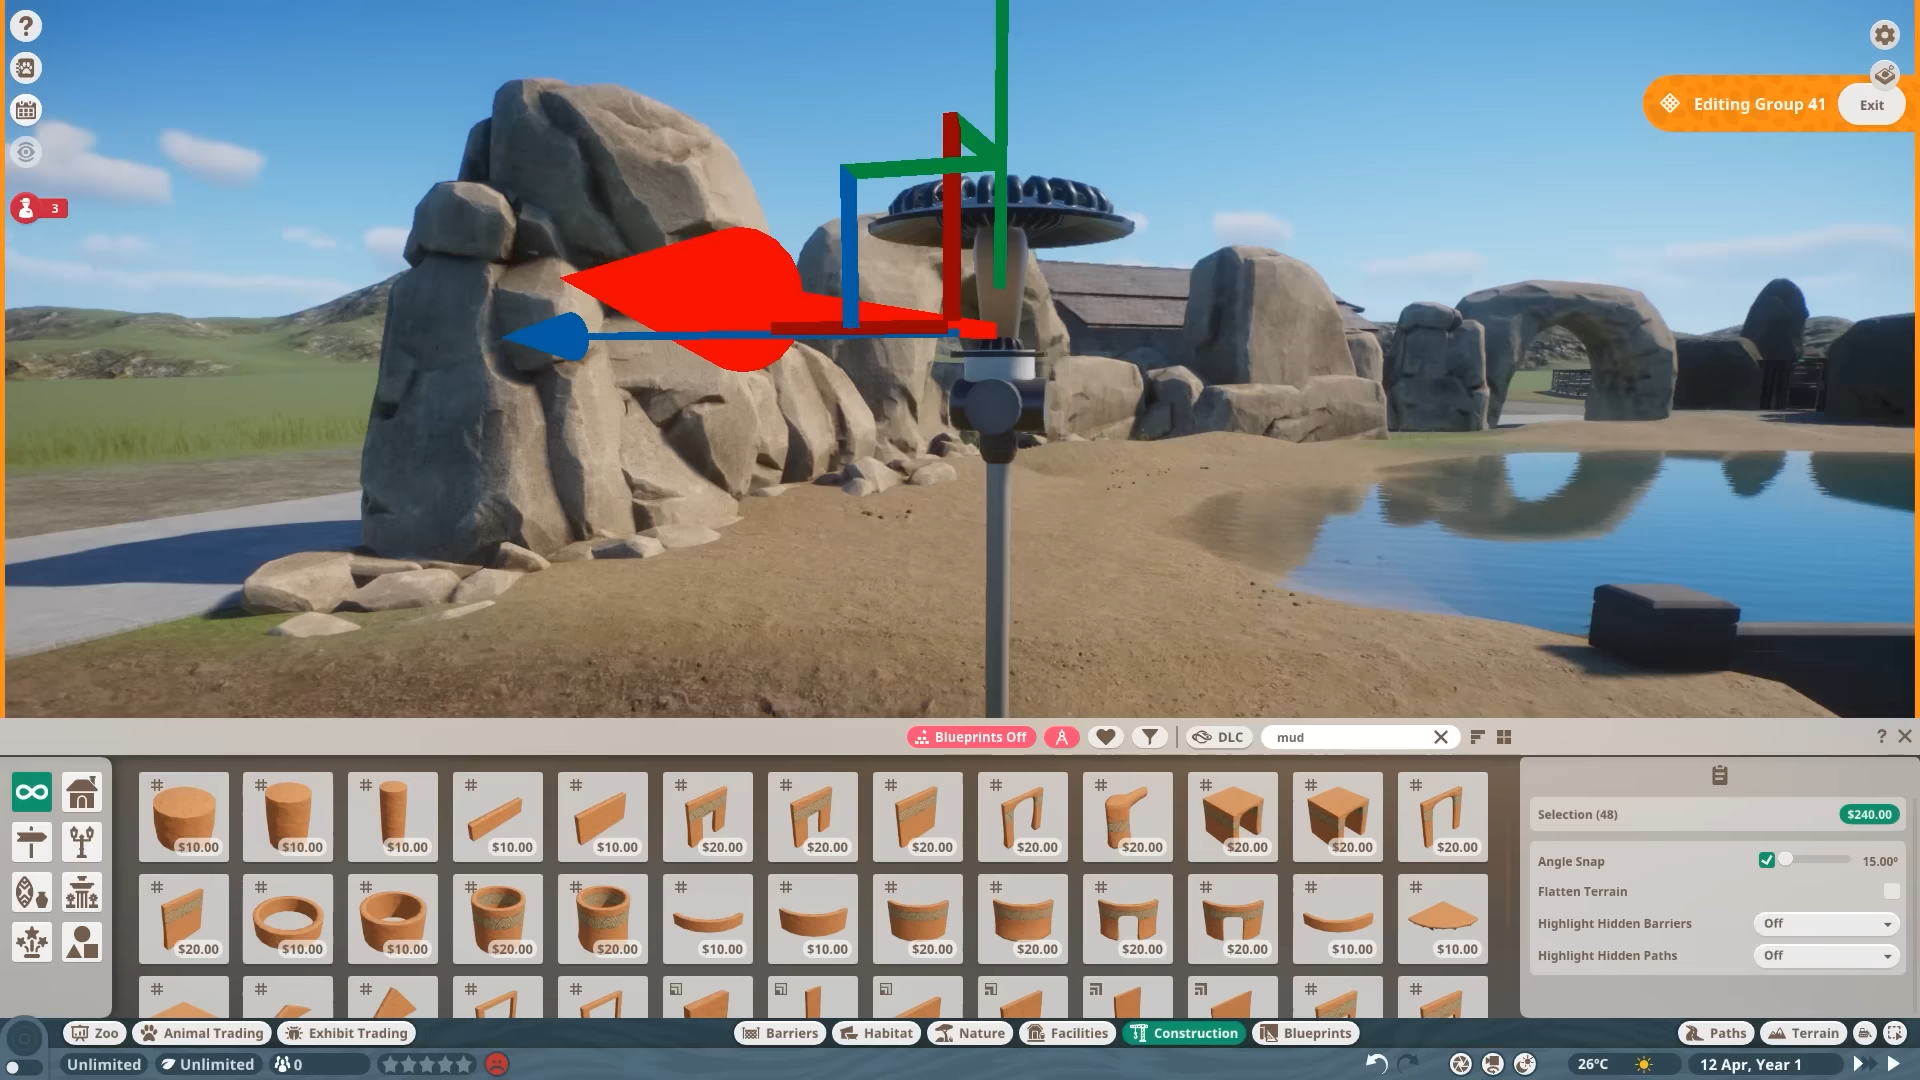 ?
3
Editing Group 41
Exit
Blueprints Off
DLC
mud
?
$10.00 $10.00 $10.00 $10.00 $10.00 $20.00 $20.00 $20.00 $20.00 $20.00 $20.00 $20.00 $20.00
$20.00 $10.00 $10.00 $20.00 $20.00 $10.00 $10.00 $20.00 $20.00 $20.00 $20.00 $10.00 $10.00
Selection (48) $240.00
Angle Snap 15.00°
Flatten Terrain
Highlight Hidden Barriers Off
Highlight Hidden Paths Off
Zoo Animal Trading Exhibit Trading Barriers Habitat Nature Facilities Construction Blueprints Paths Terrain
Unlimited Unlimited 0 26°C 12 Apr, Year 1